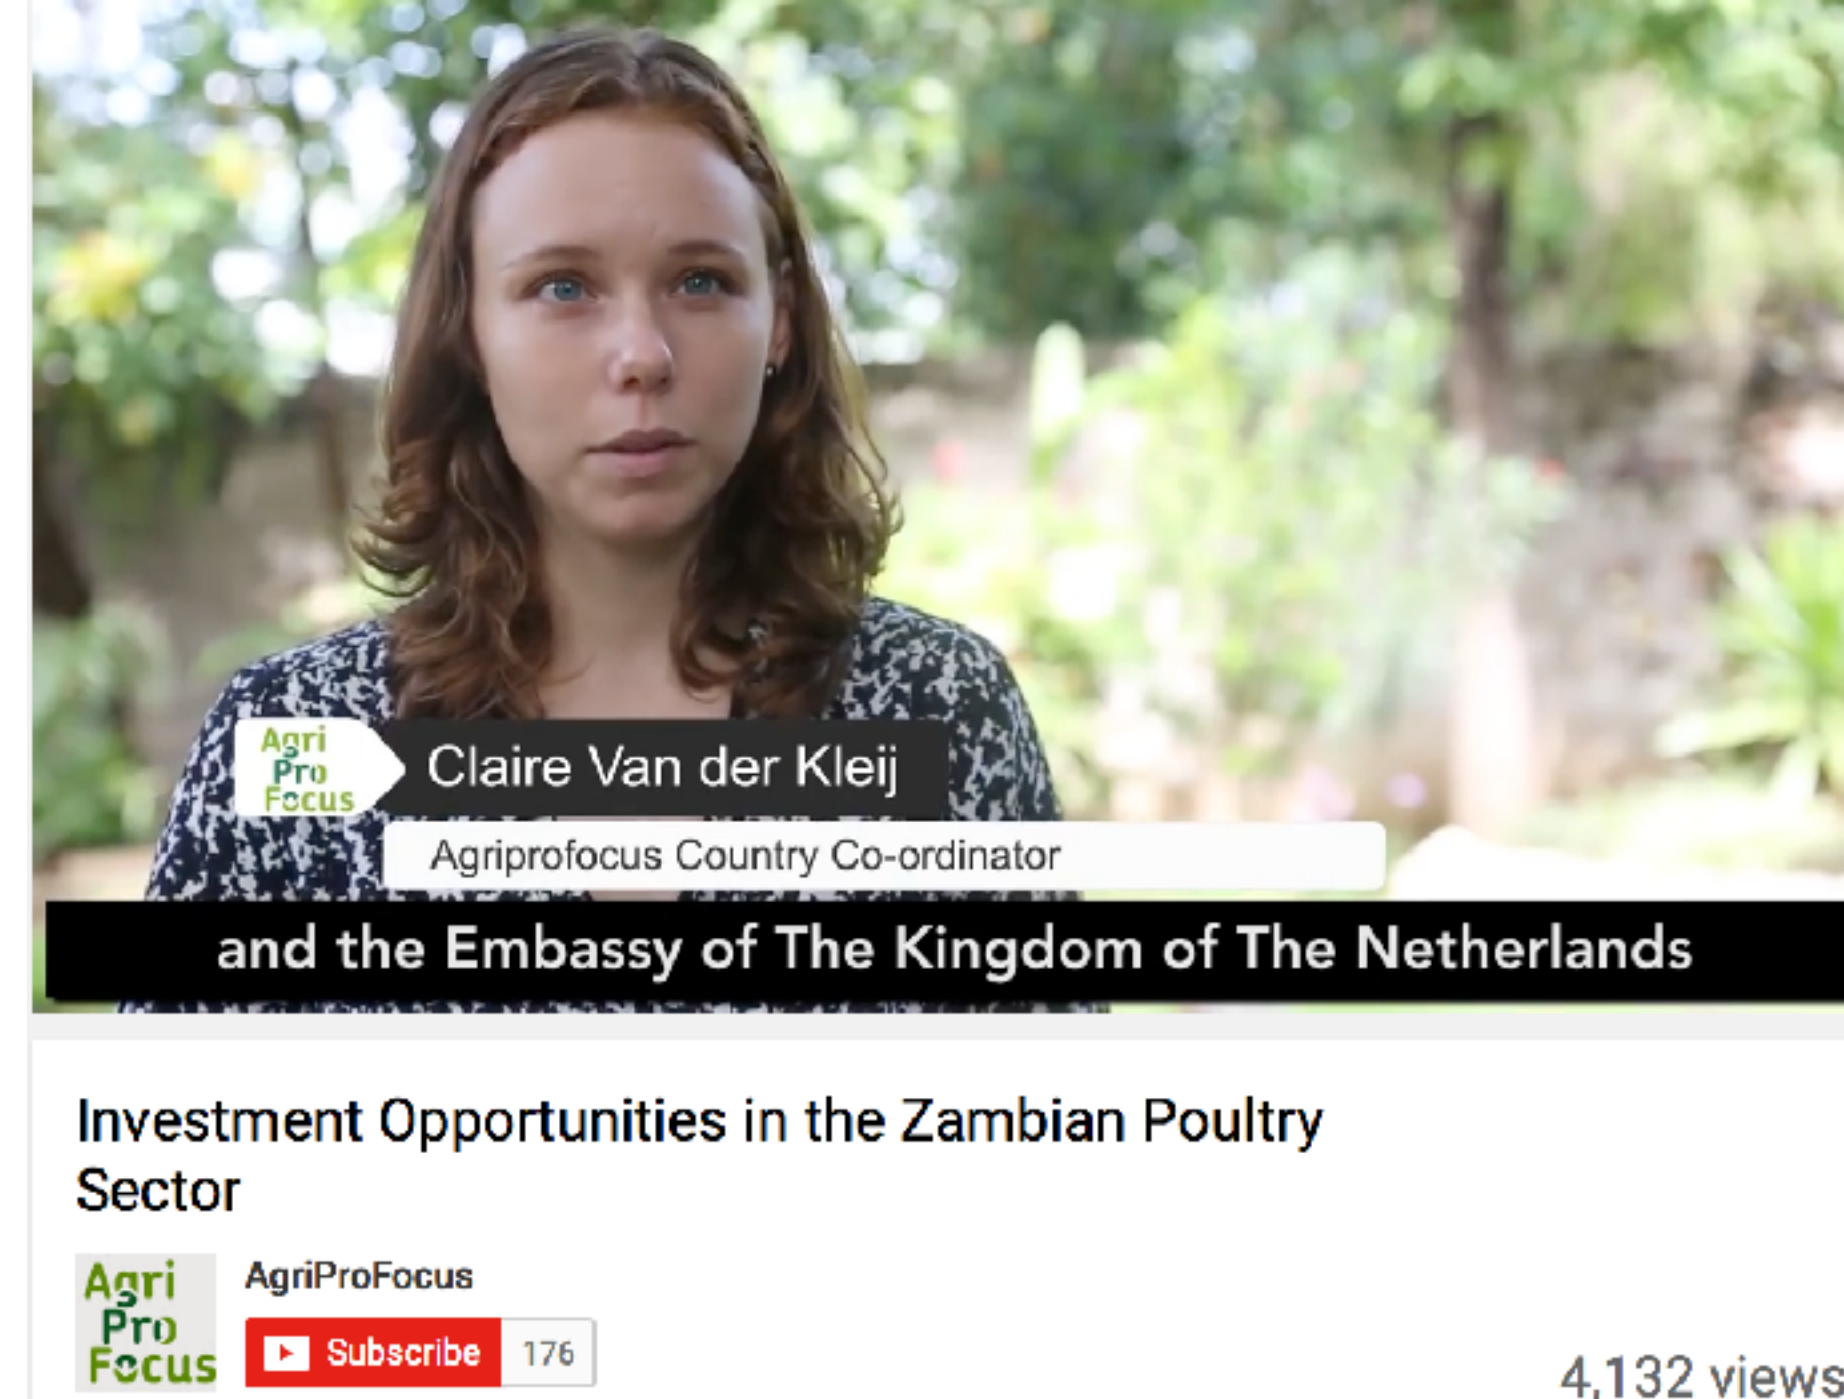 Agri
Pro
Focus
Claire Van der Kleij
Agriprofocus Country Co-ordinator
and the Embassy of The Kingdom of The Netherlands
Investment Opportunities in the Zambian Poultry
Sector
Agri
Pro
Focus
AgriProFocus
Subscribe 176
4,132 views